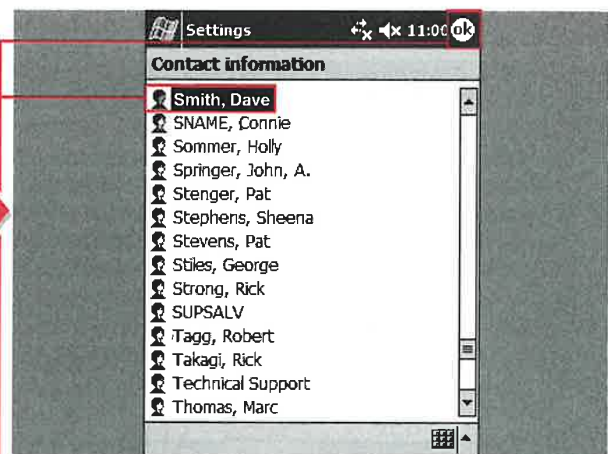 Settings 11:00 ok
Contact information
Smith, Dave
SNAME, Connie
Sommer, Holly
Springer, John, A.
Stenger, Pat
Stephens, Sheena
Stevens, Pat
Stiles, George
Strong, Rick
SUPSALV
Tagg, Robert
Takagi, Rick
Technical Support
Thomas, Marc